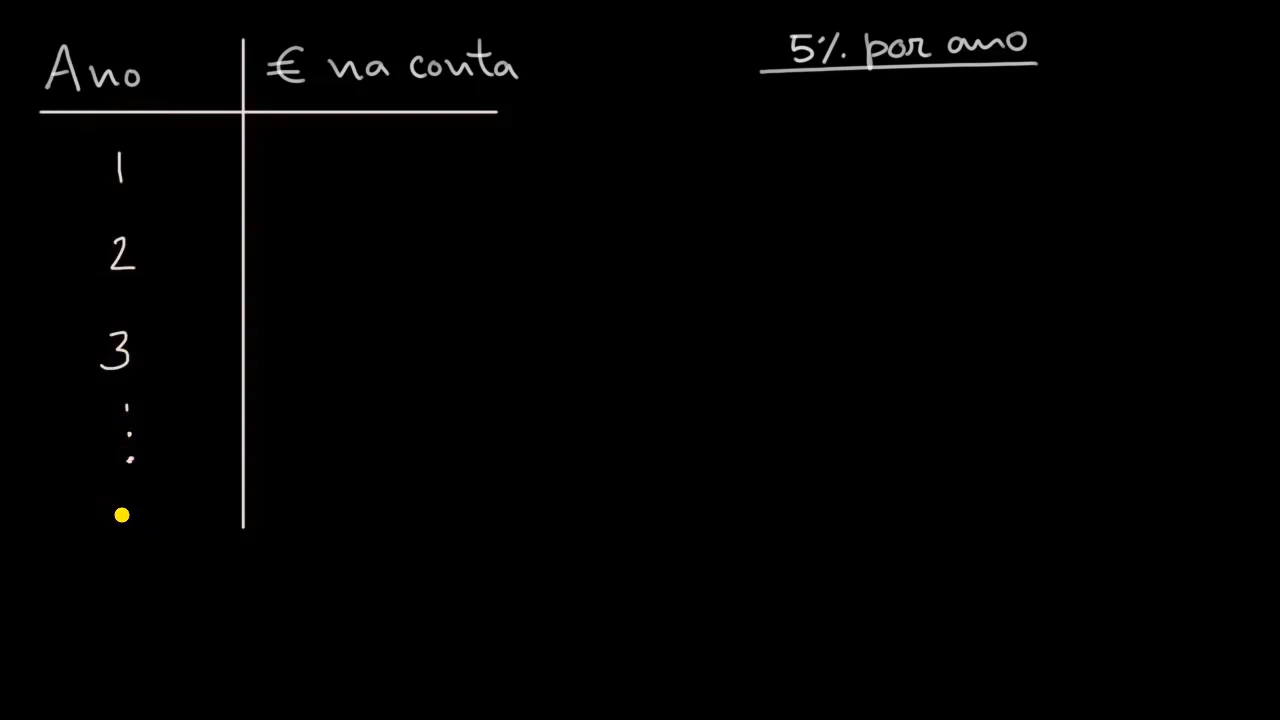 Ano € na conta
5% por ano
1
2
3
⋮